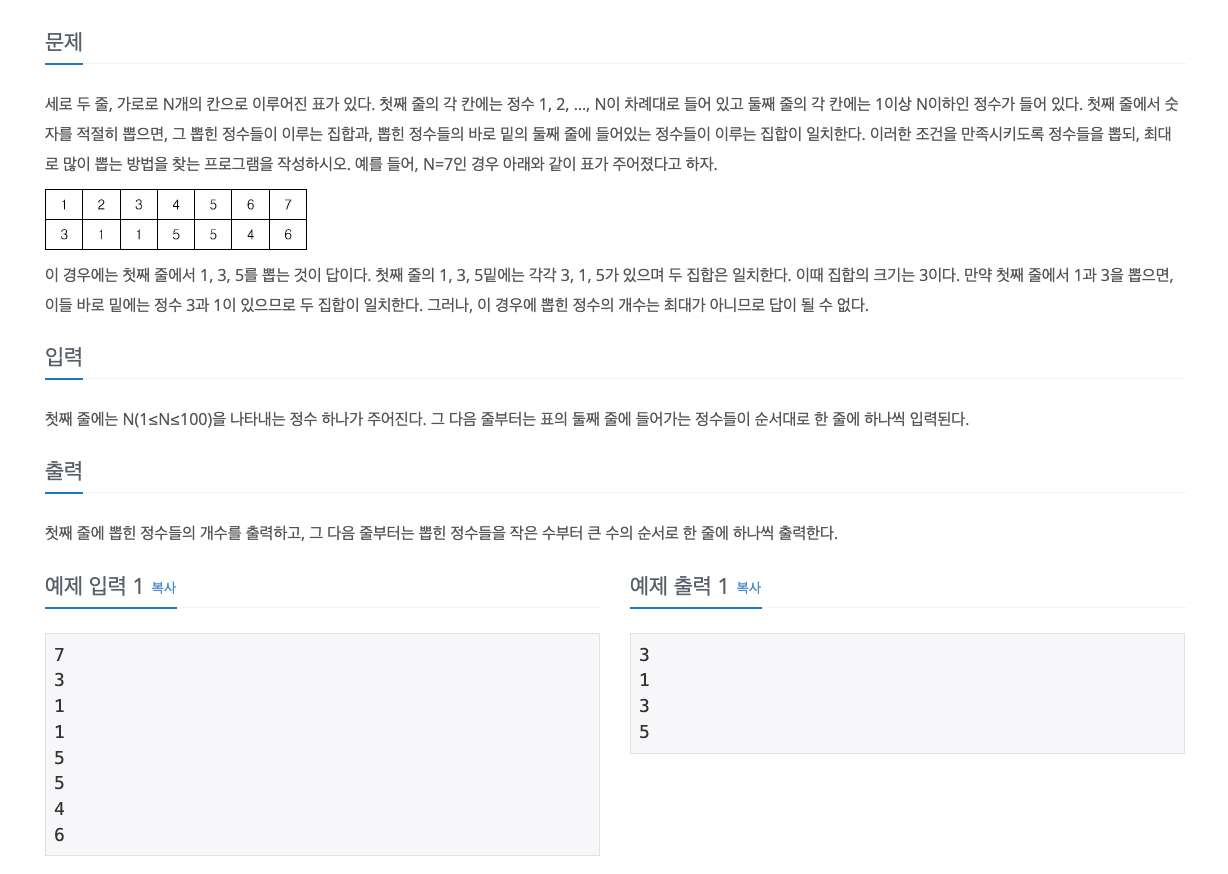 문제
세로 두 줄, 가로로 N개의 칸으로 이루어진 표가 있다. 첫째 줄의 각 칸에는 정수 1, 2, ..., N이 차례대로 들어 있고 둘째 줄의 각 칸에는 1이상 N이하인 정수가 들어 있다. 첫째 줄에서 숫
자를 적절히 뽑으면, 그 뽑힌 정수들이 이루는 집합과, 뽑힌 정수들의 바로 밑의 둘째 줄에 들어있는 정수들이 이루는 집합이 일치한다. 이러한 조건을 만족시키도록 정수들을 뽑되, 최대
로 많이 뽑는 방법을 찾는 프로그램을 작성하시오. 예를 들어, N=7인 경우 아래와 같이 표가 주어졌다고 하자.
1 2 3 4 5 6 7
3 1 1 5 5 4 6
이 경우에는 첫째 줄에서 1, 3, 5를 뽑는 것이 답이다. 첫째 줄의 1, 3, 5밑에는 각각 3, 1, 5가 있으며 두 집합은 일치한다. 이때 집합의 크기는 3이다. 만약 첫째 줄에서 1과 3을 뽑으면,
이들 바로 밑에는 정수 3과 1이 있으므로 두 집합이 일치한다. 그러나, 이 경우에 뽑힌 정수의 개수는 최대가 아니므로 답이 될 수 없다.
입력
첫째 줄에는 N(1≤N≤100)을 나타내는 정수 하나가 주어진다. 그 다음 줄부터는 표의 둘째 줄에 들어가는 정수들이 순서대로 한 줄에 하나씩 입력된다.
출력
첫째 줄에 뽑힌 정수들의 개수를 출력하고, 그 다음 줄부터는 뽑힌 정수들을 작은 수부터 큰 수의 순서로 한 줄에 하나씩 출력한다.
예제 입력 1 복사
7
3
1
1
5
5
4
6
예제 출력 1 복사
3
1
3
5